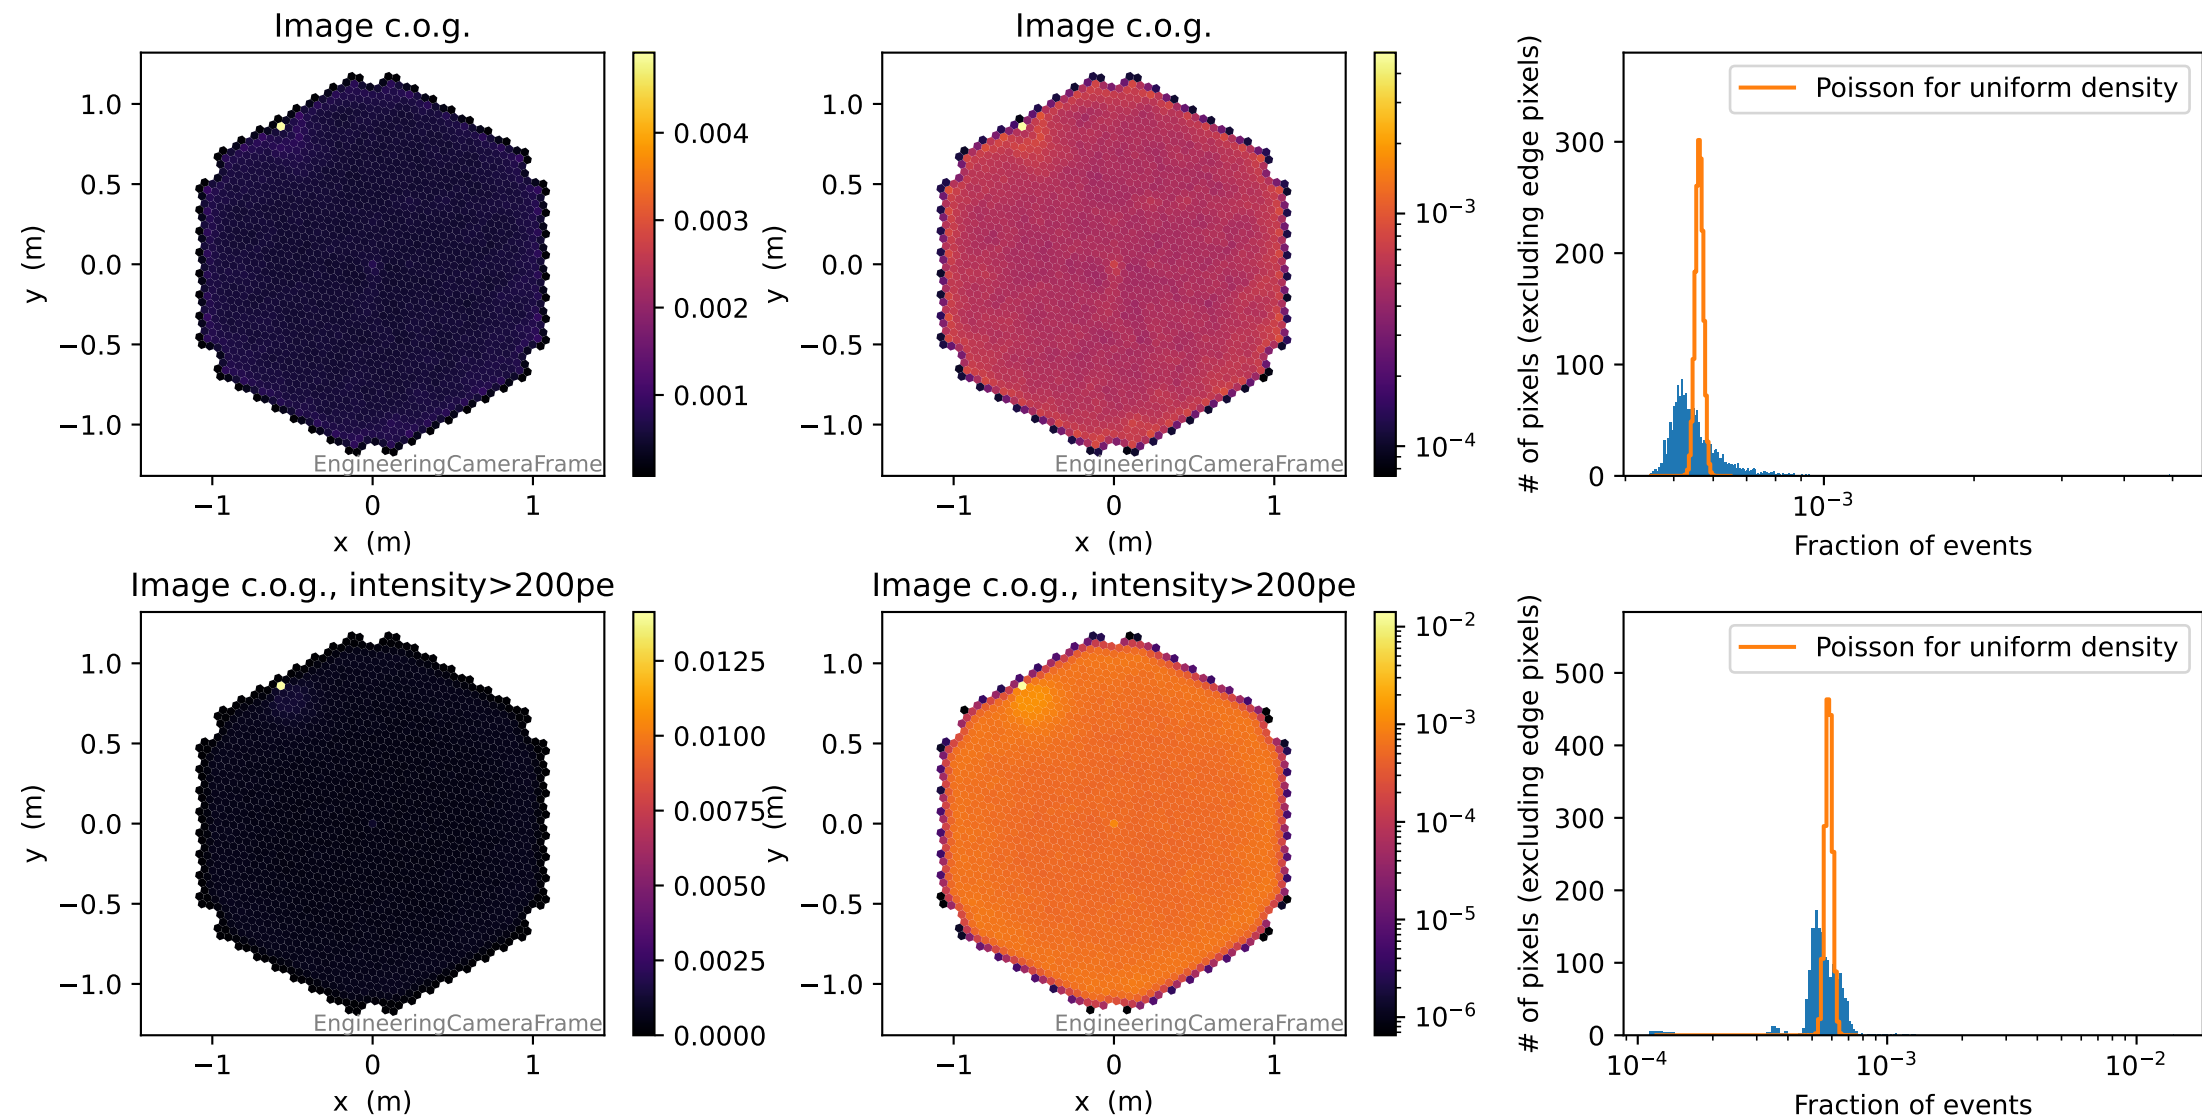 Image c.o.g.
1.0
0.5
0.0
−0.5
−1.0
y (m)
−1
0
1
x (m)
EngineeringCameraFrame
0.004
0.003
0.002
0.001
Image c.o.g.
1.0
0.5
0.0
−0.5
−1.0
y (m)
−1
0
1
x (m)
EngineeringCameraFrame
10⁻³
10⁻⁴
Poisson for uniform density
300
200
100
0
# of pixels (excluding edge pixels)
10⁻³
Fraction of events
Image c.o.g., intensity>200pe
1.0
0.5
0.0
−0.5
−1.0
y (m)
−1
0
1
x (m)
EngineeringCameraFrame
0.0125
0.0100
0.0075
0.0050
0.0025
0.0000
Image c.o.g., intensity>200pe
1.0
0.5
0.0
−0.5
−1.0
y (m)
−1
0
1
x (m)
EngineeringCameraFrame
10⁻²
10⁻³
10⁻⁴
10⁻⁵
10⁻⁶
Poisson for uniform density
500
400
300
200
100
0
# of pixels (excluding edge pixels)
10⁻⁴
10⁻³
10⁻²
Fraction of events